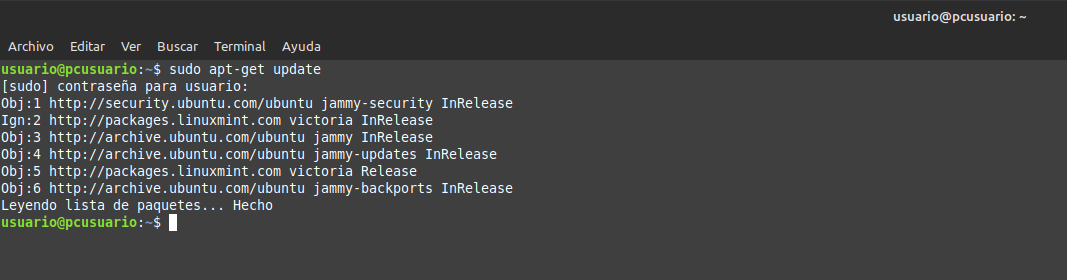 usuario@pcusuario: ~
Archivo Editar Ver Buscar Terminal Ayuda
usuario@pcusuario:~$ sudo apt-get update
[sudo] contraseña para usuario:
Obj:1 http://security.ubuntu.com/ubuntu jammy-security InRelease
Ign:2 http://packages.linuxmint.com victoria InRelease
Obj:3 http://archive.ubuntu.com/ubuntu jammy InRelease
Obj:4 http://archive.ubuntu.com/ubuntu jammy-updates InRelease
Obj:5 http://packages.linuxmint.com victoria Release
Obj:6 http://archive.ubuntu.com/ubuntu jammy-backports InRelease
Leyendo lista de paquetes... Hecho
usuario@pcusuario:~$